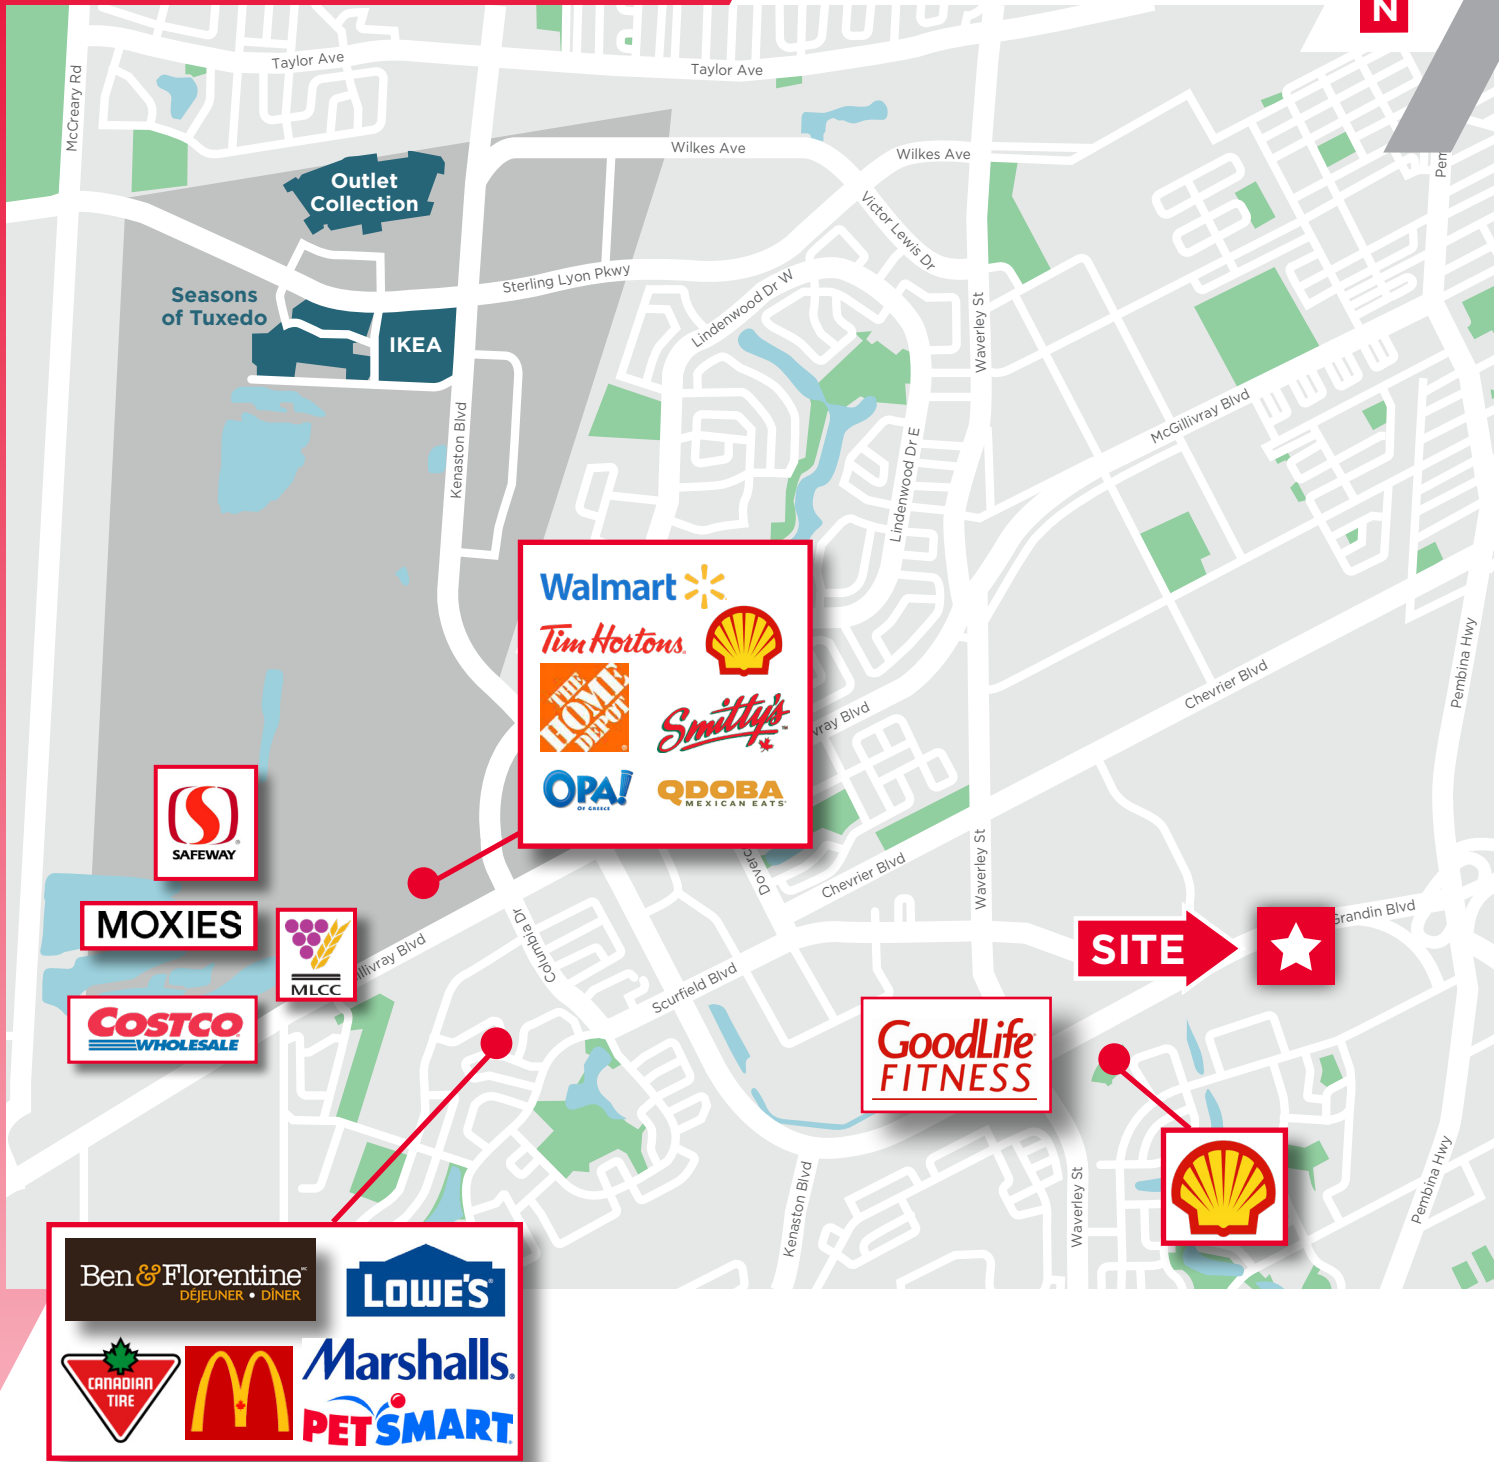 N
Taylor Ave
Taylor Ave
McCreary Rd
Wilkes Ave
Wilkes Ave
Outlet
Collection
Victor Lewis Dr
Sterling Lyon Pkwy
Lindenwood Dr W
Seasons
of Tuxedo
IKEA
Waverley St
McGillivray Blvd
Kenaston Blvd
Lindenwood Dr E
Walmart
Tim Hortons
THE
HOME
DEPOT
Smitty's
OPA!
OF GREECE
QDOBA
MEXICAN EATS
Pembina Hwy
Chevrier Blvd
Chevrier Blvd
Waverley St
SAFEWAY
MOXIES
MLCC
COSTCO
WHOLESALE
Columbia Dr
Scurfield Blvd
SITE
Grandin Blvd
GoodLife
FITNESS
Kenaston Blvd
Waverley St
Pembina Hwy
Ben & Florentine
DÉJEUNER • DÎNER
LOWE'S
CANADIAN
TIRE
Marshalls
PETSMART